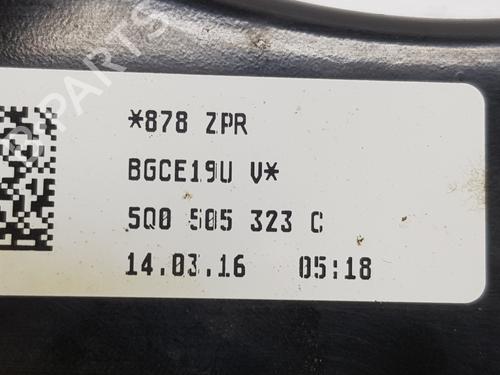 *878 ZPR
BGCE19U V*
5Q0 505 323 C
14.03.16 05:18